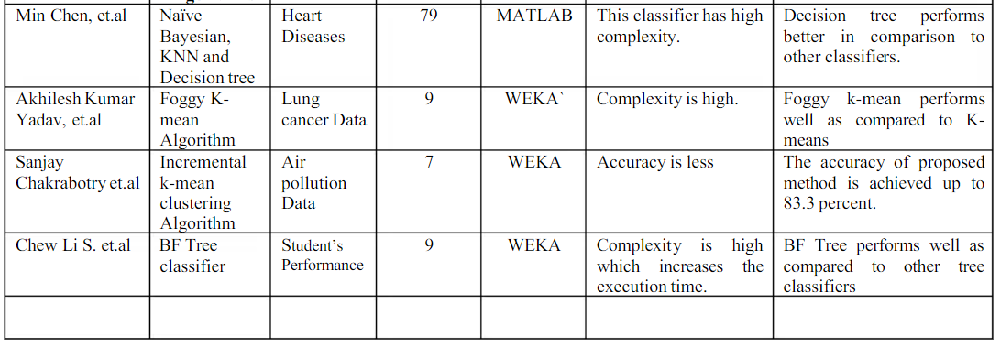 Min Chen, et.al
Naïve
Bayesian,
KNN and
Decision tree
Heart
Diseases
79
MATLAB
This classifier has high
complexity.
Decision tree performs
better in comparison to
other classifiers.
Akhilesh Kumar
Yadav, et.al
Foggy K-
mean
Algorithm
Lung
cancer Data
9
WEKA`
Complexity is high.
Foggy k-mean performs
well as compared to K-
means
Sanjay
Chakrabotry et.al
Incremental
k-mean
clustering
Algorithm
Air
pollution
Data
7
WEKA
Accuracy is less
The accuracy of proposed
method is achieved up to
83.3 percent.
Chew Li S. et.al
BF Tree
classifier
Student’s
Performance
9
WEKA
Complexity is high
which increases the
execution time.
BF Tree performs well as
compared to other tree
classifiers